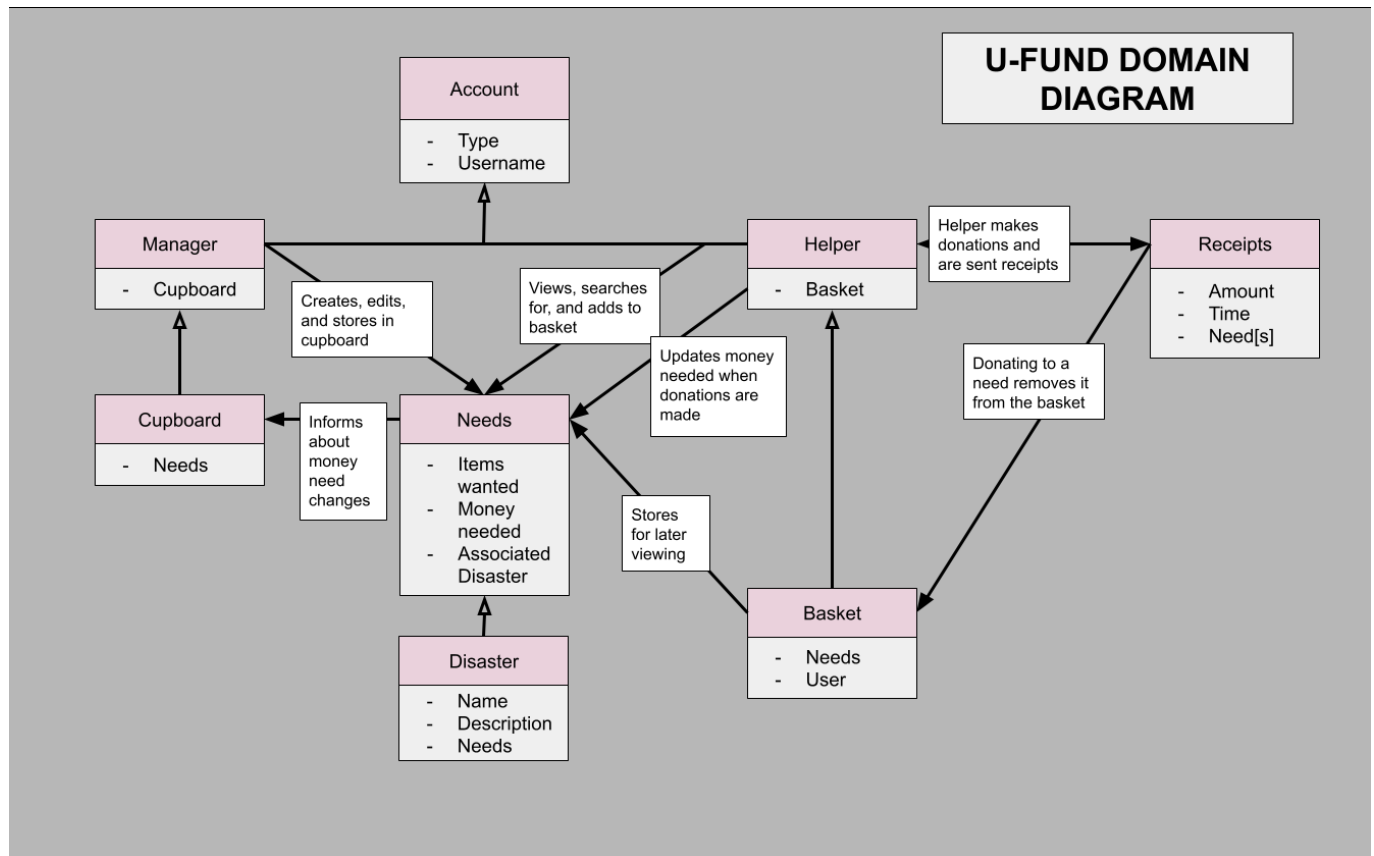 U-FUND DOMAIN
DIAGRAM
Account
- Type
- Username
Manager
- Cupboard
Helper
- Basket
Helper makes
donations and
are sent receipts
Receipts
- Amount
- Time
- Need[s]
Creates, edits,
and stores in
cupboard
Views, searches
for, and adds to
basket
Updates money
needed when
donations are
made
Donating to a
need removes it
from the basket
Cupboard
- Needs
Informs
about
money
need
changes
Needs
- Items
wanted
- Money
needed
- Associated
Disaster
Stores
for later
viewing
Basket
- Needs
- User
Disaster
- Name
- Description
- Needs